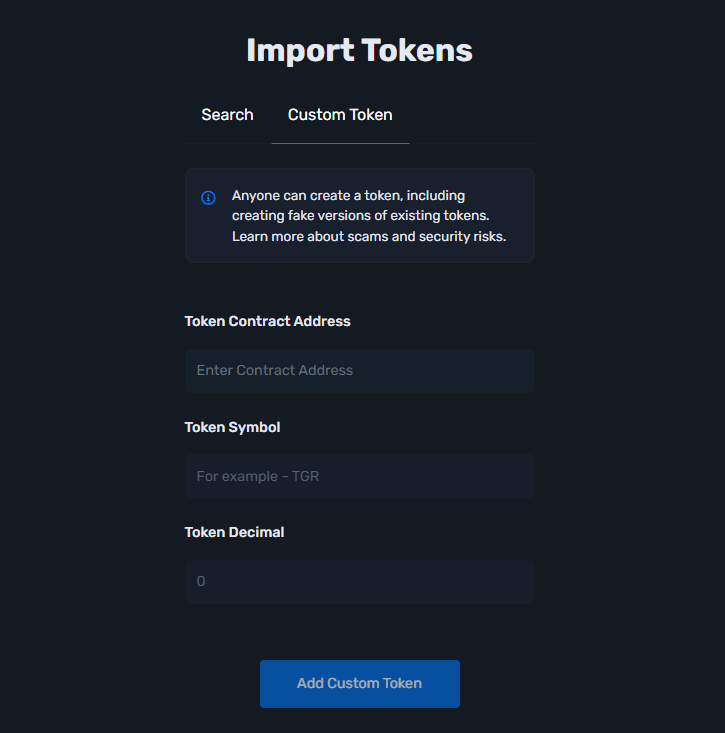 Import Tokens
Search
Custom Token
Anyone can create a token, including
creating fake versions of existing tokens.
Learn more about scams and security risks.
Token Contract Address
Enter Contract Address
Token Symbol
For example - TGR
Token Decimal
0
Add Custom Token